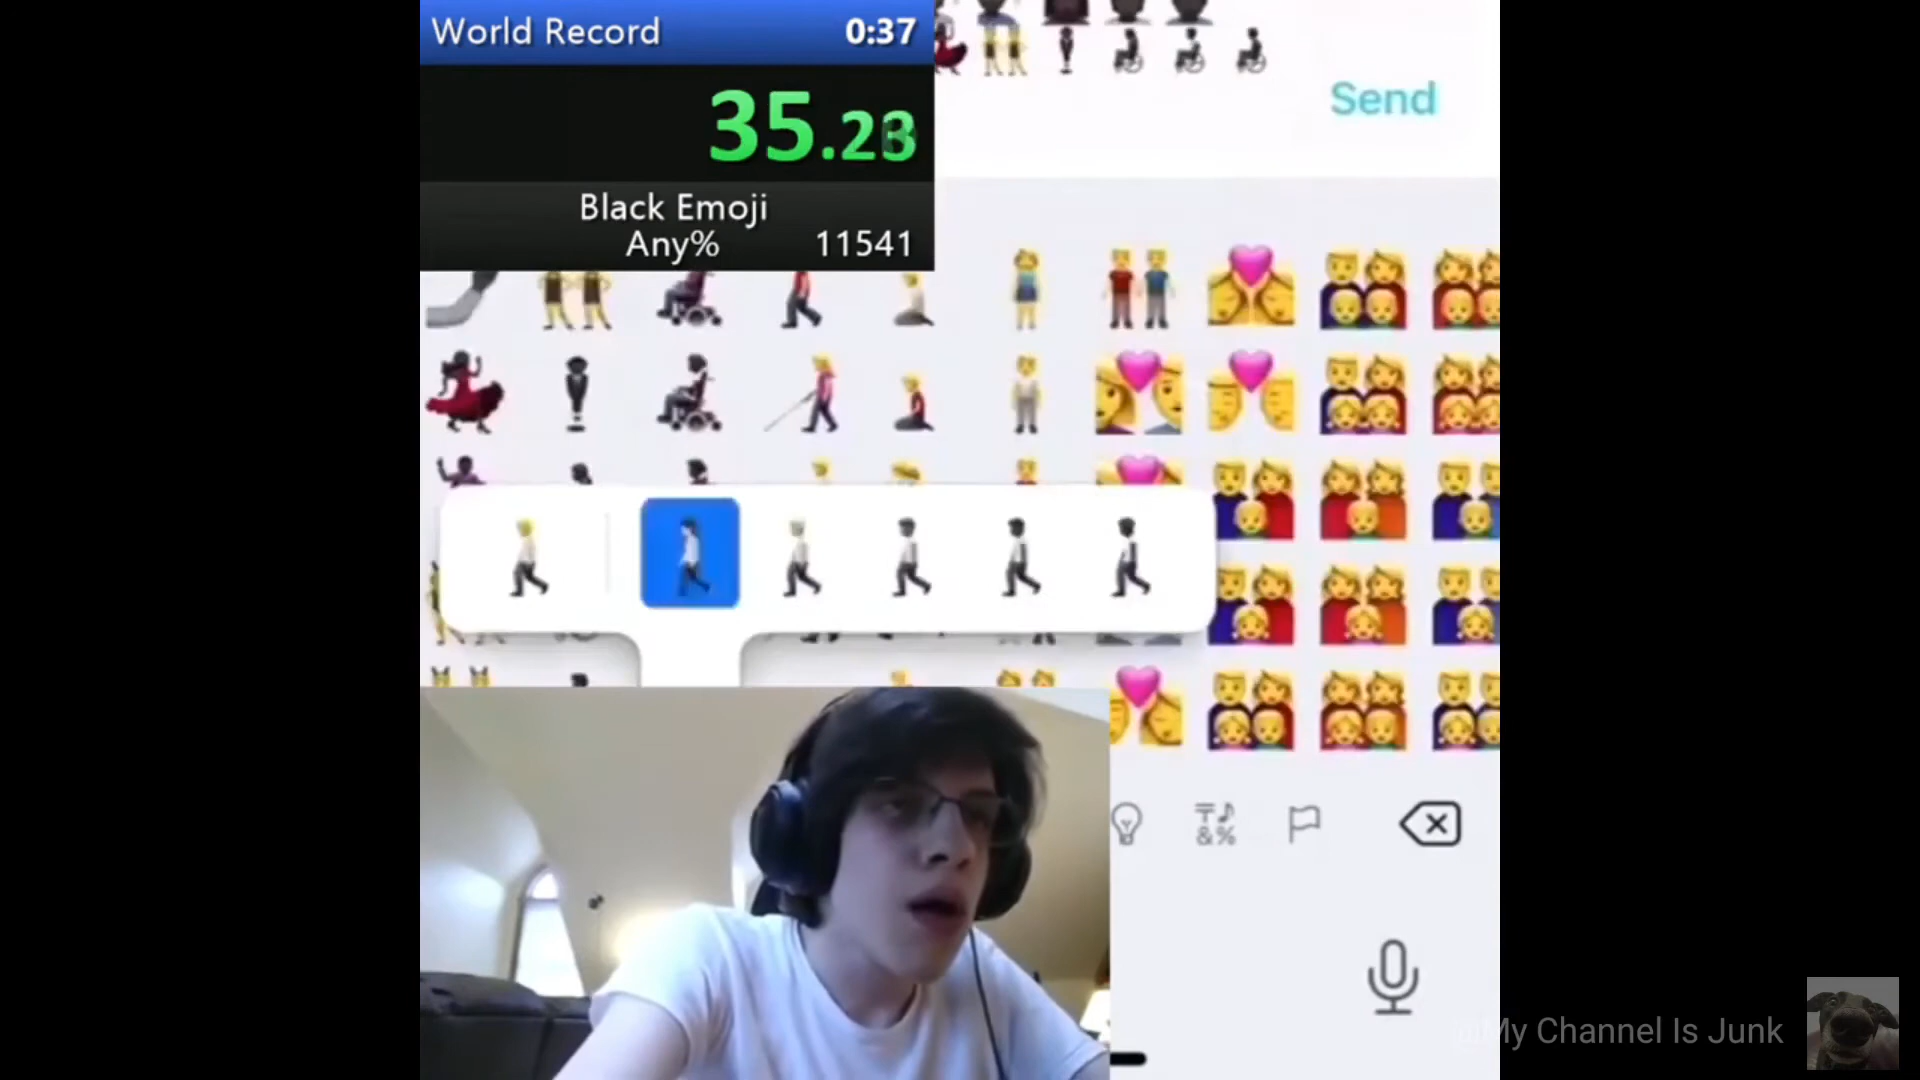 World Record 0:37
35.23
Send
Black Emoji
Any% 11541
&%
@My Channel Is Junk